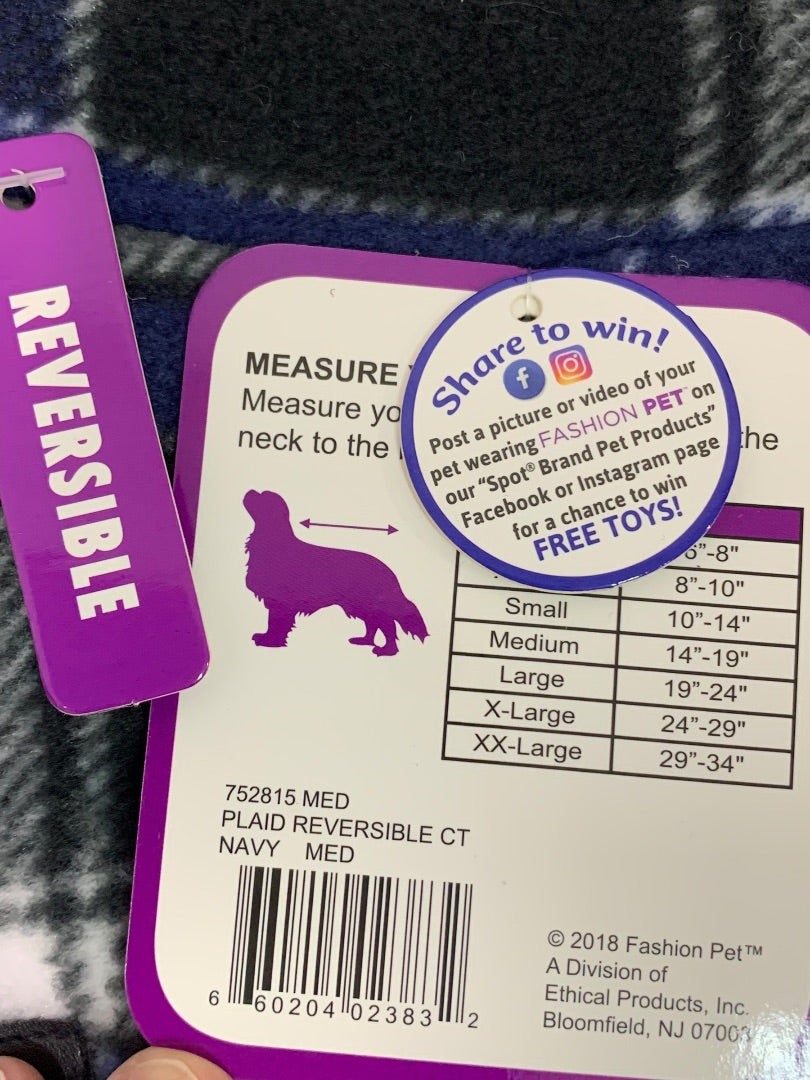 REVERSIBLE
MEASURE
Measure
neck to the
the
Share to win!
f
Post a picture or video of your
pet wearing FASHION PET™ on
our “Spot® Brand Pet Products”
Facebook or Instagram page
for a chance to win
FREE TOYS!
6”-8"
8”-10"
Small 10”-14"
Medium 14”-19"
Large 19”-24"
X-Large 24”-29"
XX-Large 29”-34"
752815 MED
PLAID REVERSIBLE CT
NAVY MED
6 60204 02383 2
© 2018 Fashion Pet™
A Division of
Ethical Products, Inc.
Bloomfield, NJ